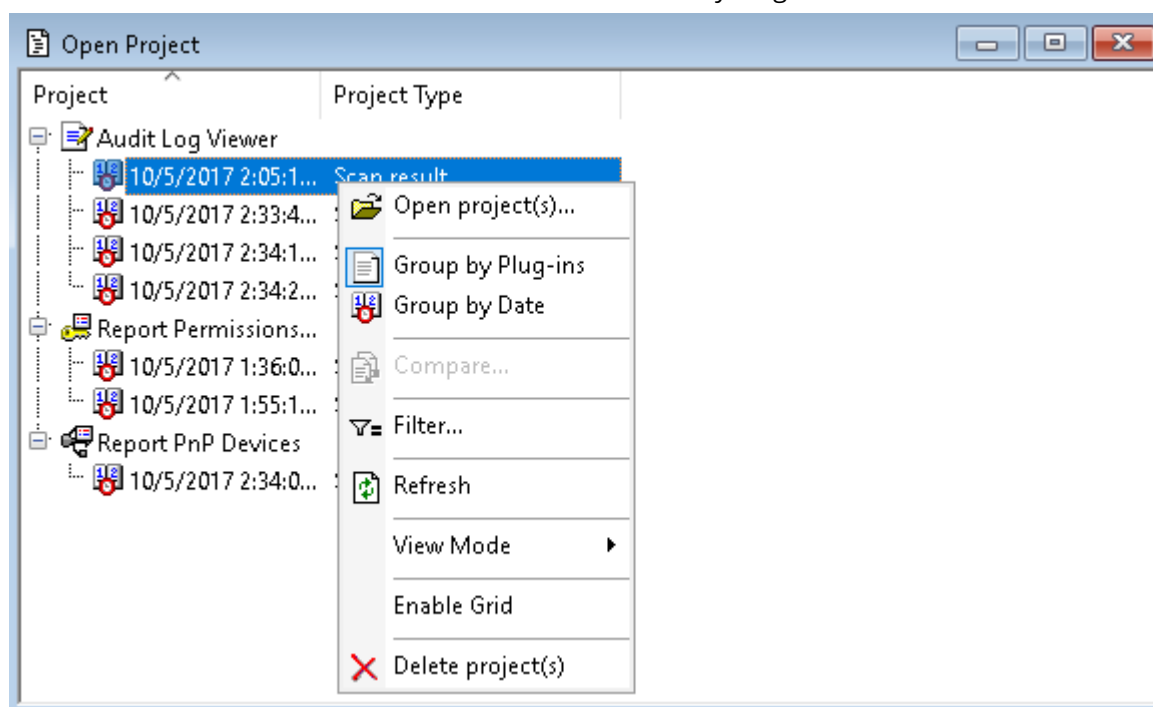 Open Project
Project Project Type
Audit Log Viewer
10/5/2017 2:05:1... Scan result
10/5/2017 2:33:4...
10/5/2017 2:34:1...
10/5/2017 2:34:2...
Report Permissions...
10/5/2017 1:36:0...
10/5/2017 1:55:1...
Report PnP Devices
10/5/2017 2:34:0...
Open project(s)...
Group by Plug-ins
Group by Date
Compare...
Filter...
Refresh
View Mode
Enable Grid
Delete project(s)